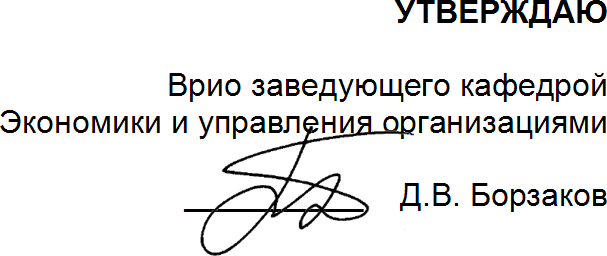 УТВЕРЖДАЮ
Врио заведующего кафедрой
Экономики и управления организациями
Д.В. Борзаков